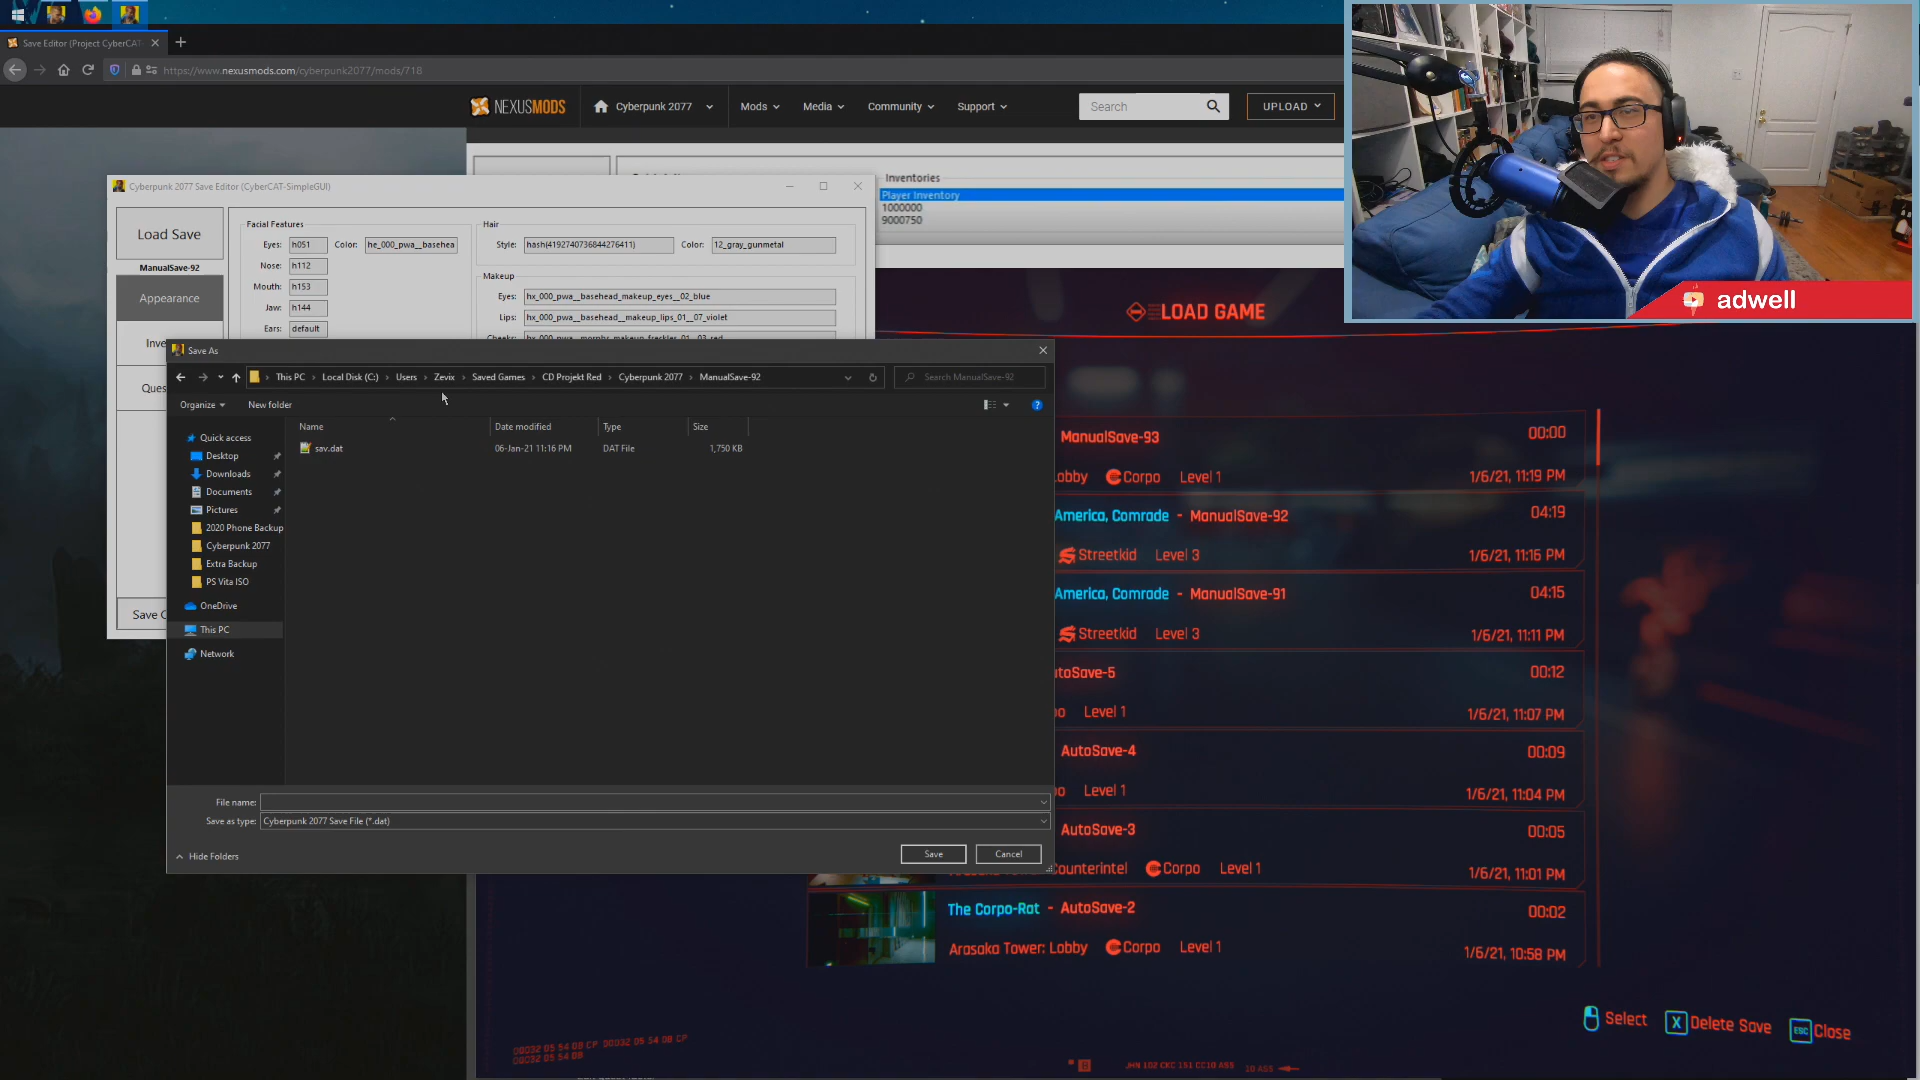 Save Editor (Project CyberCAT
https://www.nexusmods.com/cyberpunk2077/mods/718
NEXUSMODS
Cyberpunk 2077
Mods
Media
Community
Support
Search
UPLOAD
adwell
Cyberpunk 2077 Save Editor (CyberCAT-SimpleGUI)
Load Save
ManualSave-92
Appearance
Inve
Ques
Save C
Facial Features
Eyes: h051 Color: he_000_pwa__basehea
Nose: h112
Mouth: h153
Jaw: h144
Ears: default
Hair
Style: hash(4192740736844276411) Color: 12_gray_gunmetal
Makeup
Eyes: hx_000_pwa__basehead_makeup_eyes__02_blue
Lips: hx_000_pwa__basehead__makeup_lips_01__07_violet
Inventories
Player Inventory
1000000
9000750
Save As
This PC > Local Disk (C:) > Users > Zevix > Saved Games > CD Projekt Red > Cyberpunk 2077 > ManualSave-92
Search ManualSave-92
Organize
New folder
Name Date modified Type Size
sav.dat 06-Jan-21 11:16 PM DAT File 1,750 KB
Quick access
Desktop
Downloads
Documents
Pictures
2020 Phone Backup
Cyberpunk 2077
Extra Backup
PS Vita ISO
OneDrive
This PC
Network
File name:
Save as type: Cyberpunk 2077 Save File (*.dat)
Hide Folders
Save
Cancel
LOAD GAME
ManualSave-93 00:00
obby Corpo Level 1 1/6/21, 11:19 PM
America, Comrade - ManualSave-92 04:19
Streetkid Level 3 1/6/21, 11:16 PM
America, Comrade - ManualSave-91 04:15
Streetkid Level 3 1/6/21, 11:11 PM
toSave-5 00:12
o Level 1 1/6/21, 11:07 PM
AutoSave-4 00:09
o Level 1 1/6/21, 11:04 PM
AutoSave-3 00:05
ounterintel Corpo Level 1 1/6/21, 11:01 PM
The Corpo-Rat - AutoSave-2 00:02
Arasaka Tower: Lobby Corpo Level 1 1/6/21, 10:58 PM
Select
X Delete Save
ESC Close